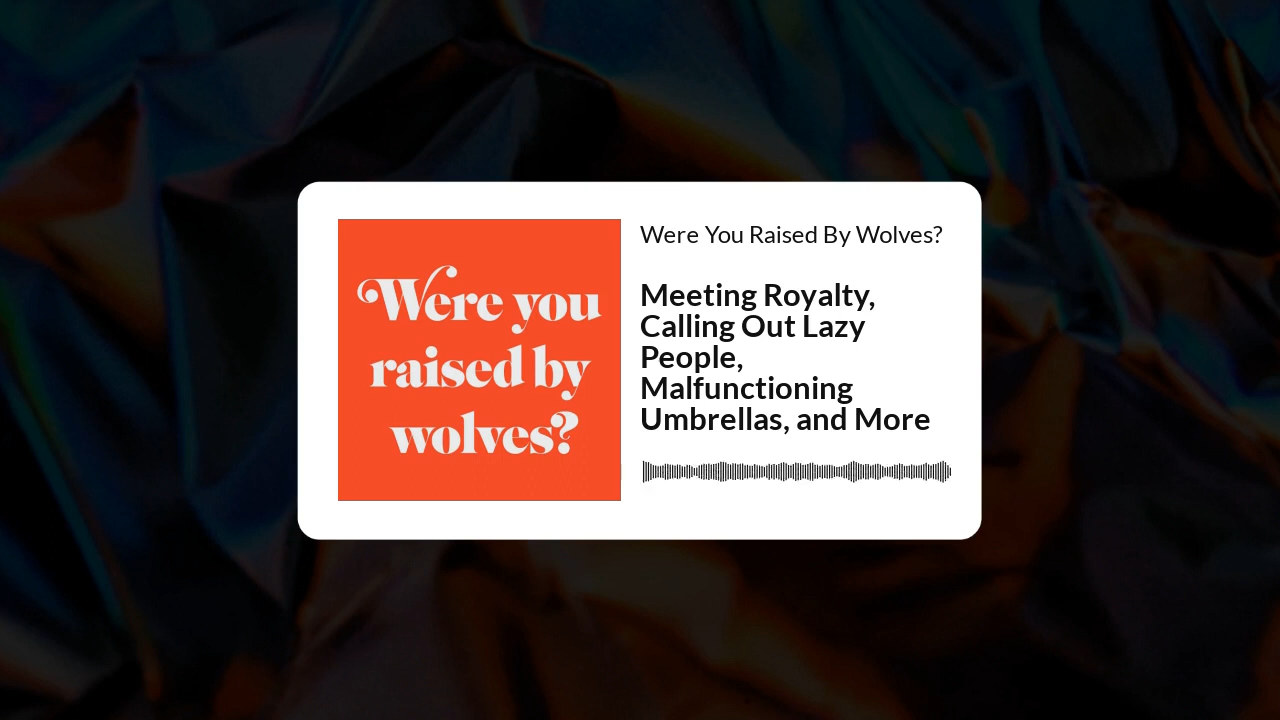 Were you
raised by
wolves?
Were You Raised By Wolves?
Meeting Royalty,
Calling Out Lazy
People,
Malfunctioning
Umbrellas, and More